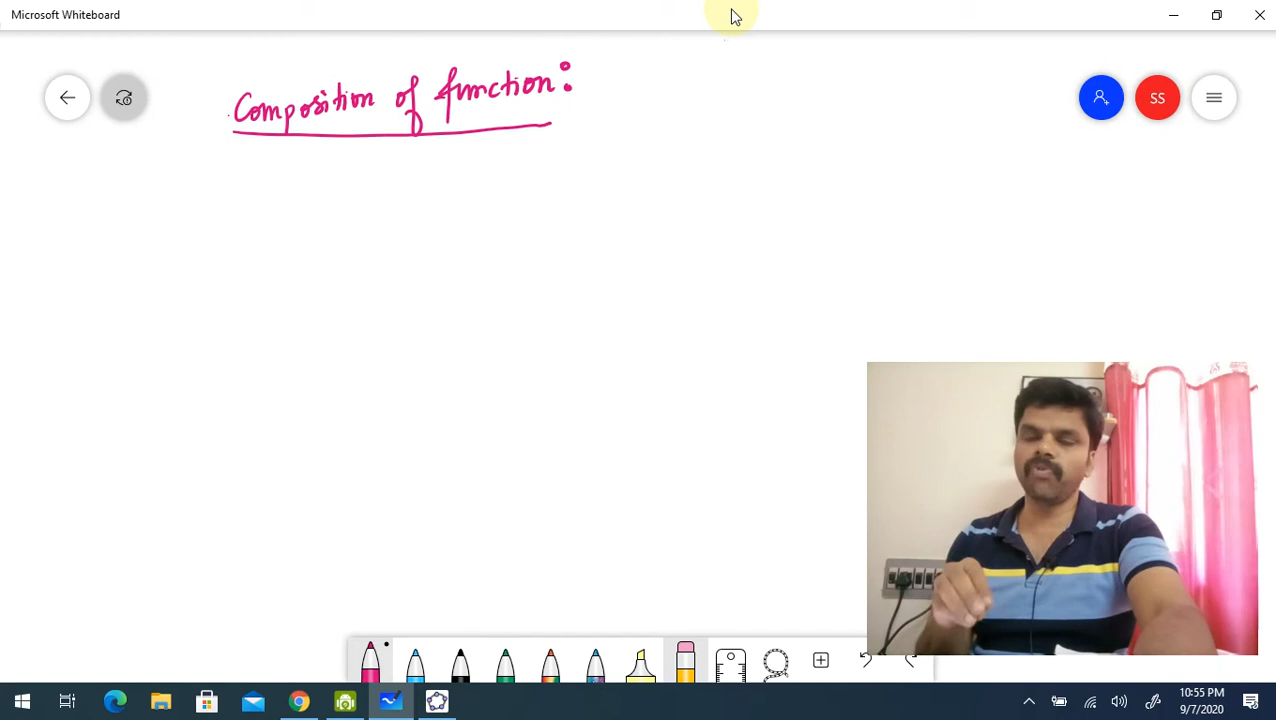 Microsoft Whiteboard
Composition of function:
SS
10:55 PM
9/7/2020